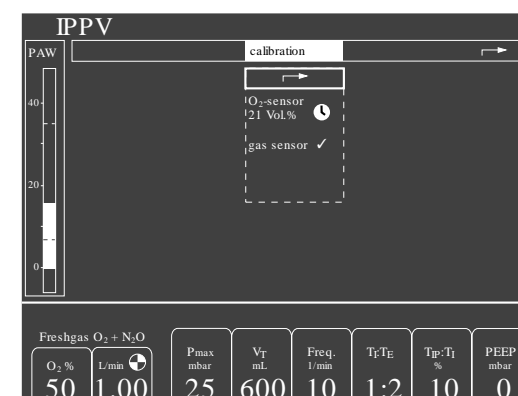 IPPV
PAW
calibration
40
20
0
O₂-sensor
21 Vol.%
gas sensor ✓
Freshgas O₂ + N₂O
O₂ %
50
L/min
1.00
Pmax
mbar
25
VT
mL
600
Freq.
1/min
10
TI:TE
1:2
TIP:TI
%
10
PEEP
mbar
0